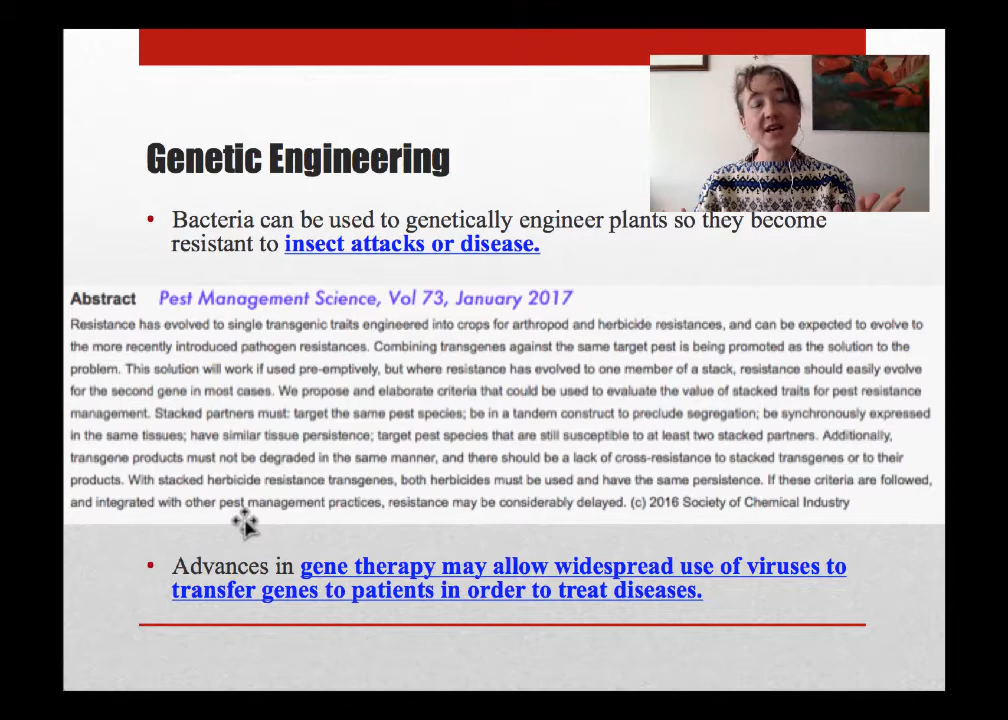 Genetic Engineering
• Bacteria can be used to genetically engineer plants so they become
resistant to insect attacks or disease.
Abstract Pest Management Science, Vol 73, January 2017
Resistance has evolved to single transgenic traits engineered into crops for arthropod and herbicide resistances, and can be expected to evolve to
the more recently introduced pathogen resistances. Combining transgenes against the same target pest is being promoted as the solution to the
problem. This solution will work if used pre-emptively, but where resistance has evolved to one member of a stack, resistance should easily evolve
for the second gene in most cases. We propose and elaborate criteria that could be used to evaluate the value of stacked traits for pest resistance
management. Stacked partners must: target the same pest species; be in a tandem construct to preclude segregation; be synchronously expressed
in the same tissues; have similar tissue persistence; target pest species that are still susceptible to at least two stacked partners. Additionally,
transgene products must not be degraded in the same manner, and there should be a lack of cross-resistance to stacked transgenes or to their
products. With stacked herbicide resistance transgenes, both herbicides must be used and have the same persistence. If these criteria are followed,
and integrated with other pest management practices, resistance may be considerably delayed. (c) 2016 Society of Chemical Industry
• Advances in gene therapy may allow widespread use of viruses to
transfer genes to patients in order to treat diseases.